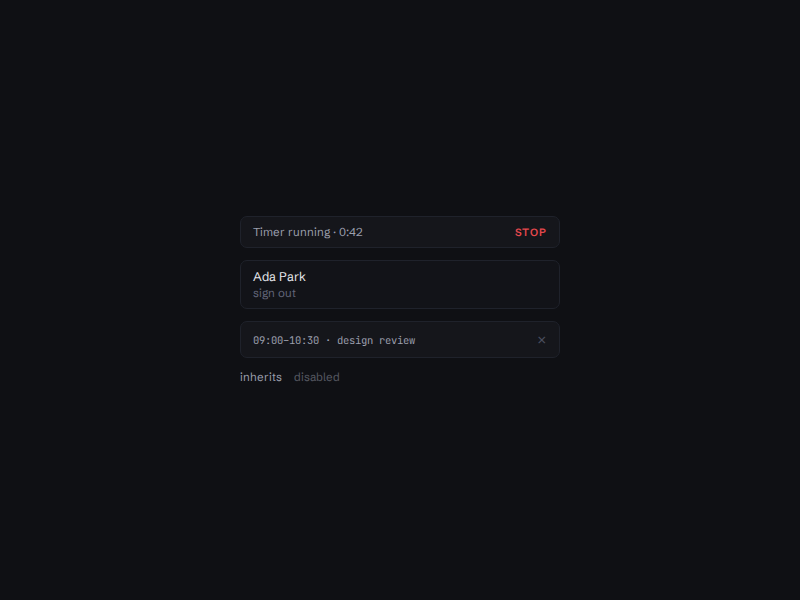 Timer running · 0:42 STOP
Ada Park
sign out
09:00–10:30 · design review ×
inherits disabled